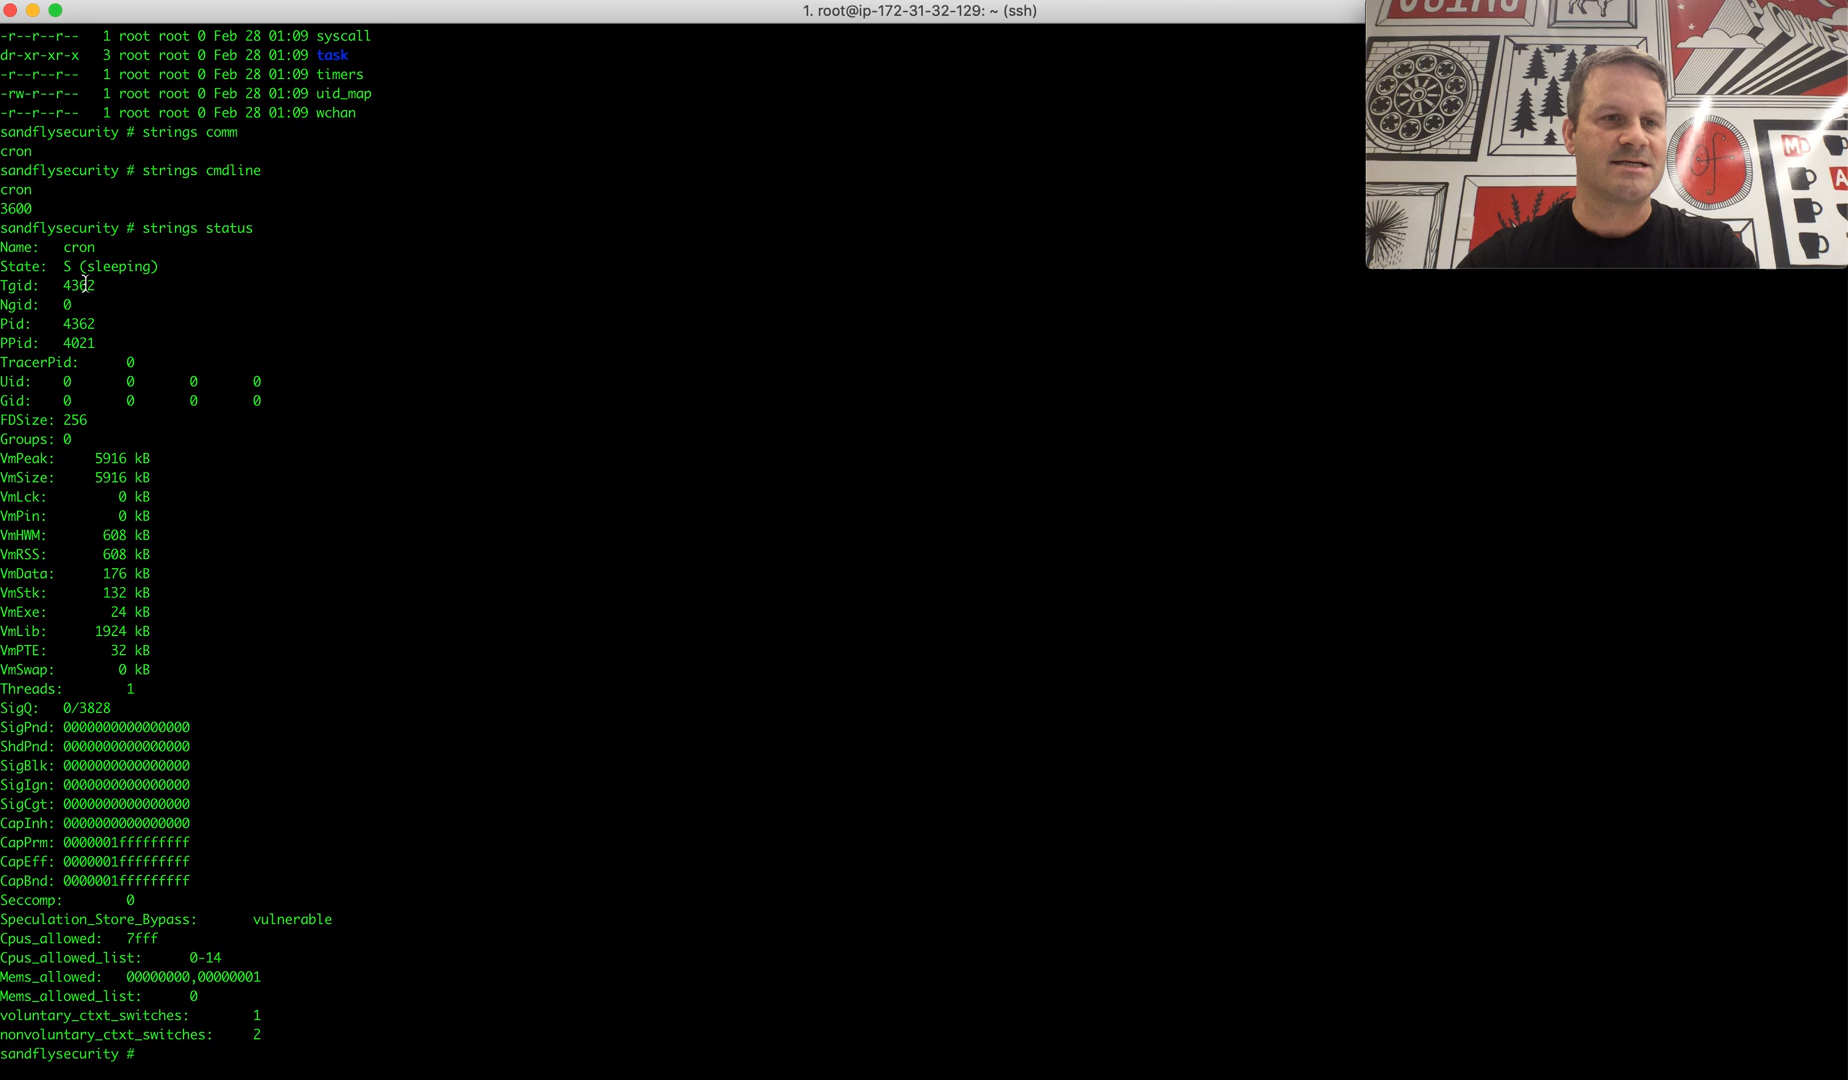 1. root@ip-172-31-32-129: ~ (ssh)
-r--r--r--   1 root root 0 Feb 28 01:09 syscall
dr-xr-xr-x   3 root root 0 Feb 28 01:09 task
-r--r--r--   1 root root 0 Feb 28 01:09 timers
-rw-r--r--   1 root root 0 Feb 28 01:09 uid_map
-r--r--r--   1 root root 0 Feb 28 01:09 wchan
sandflysecurity # strings comm
cron
sandflysecurity # strings cmdline
cron
3600
sandflysecurity # strings status
Name:   cron
State:  S (sleeping)
Tgid:   4362
Ngid:   0
Pid:    4362
PPid:   4021
TracerPid:      0
Uid:    0       0       0       0
Gid:    0       0       0       0
FDSize: 256
Groups: 0
VmPeak:     5916 kB
VmSize:     5916 kB
VmLck:         0 kB
VmPin:         0 kB
VmHWM:       608 kB
VmRSS:       608 kB
VmData:      176 kB
VmStk:       132 kB
VmExe:        24 kB
VmLib:      1924 kB
VmPTE:        32 kB
VmSwap:        0 kB
Threads:        1
SigQ:   0/3828
SigPnd: 0000000000000000
ShdPnd: 0000000000000000
SigBlk: 0000000000000000
SigIgn: 0000000000000000
SigCgt: 0000000000000000
CapInh: 0000000000000000
CapPrm: 0000001fffffffff
CapEff: 0000001fffffffff
CapBnd: 0000001fffffffff
Seccomp:        0
Speculation_Store_Bypass:       vulnerable
Cpus_allowed:   7fff
Cpus_allowed_list:      0-14
Mems_allowed:   00000000,00000001
Mems_allowed_list:      0
voluntary_ctxt_switches:        1
nonvoluntary_ctxt_switches:     2
sandflysecurity #